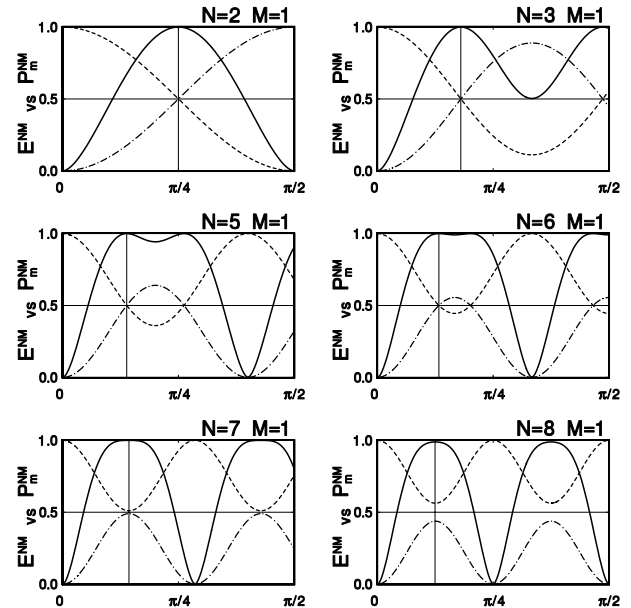 N=2 M=1
N=3 M=1
E^NM vs P_m^NM
1.0
0.5
0.0
0
π/4
π/2
E^NM vs P_m^NM
1.0
0.5
0.0
0
π/4
π/2
N=5 M=1
N=6 M=1
E^NM vs P_m^NM
1.0
0.5
0.0
0
π/4
π/2
E^NM vs P_m^NM
1.0
0.5
0.0
0
π/4
π/2
N=7 M=1
N=8 M=1
E^NM vs P_m^NM
1.0
0.5
0.0
0
π/4
π/2
E^NM vs P_m^NM
1.0
0.5
0.0
0
π/4
π/2